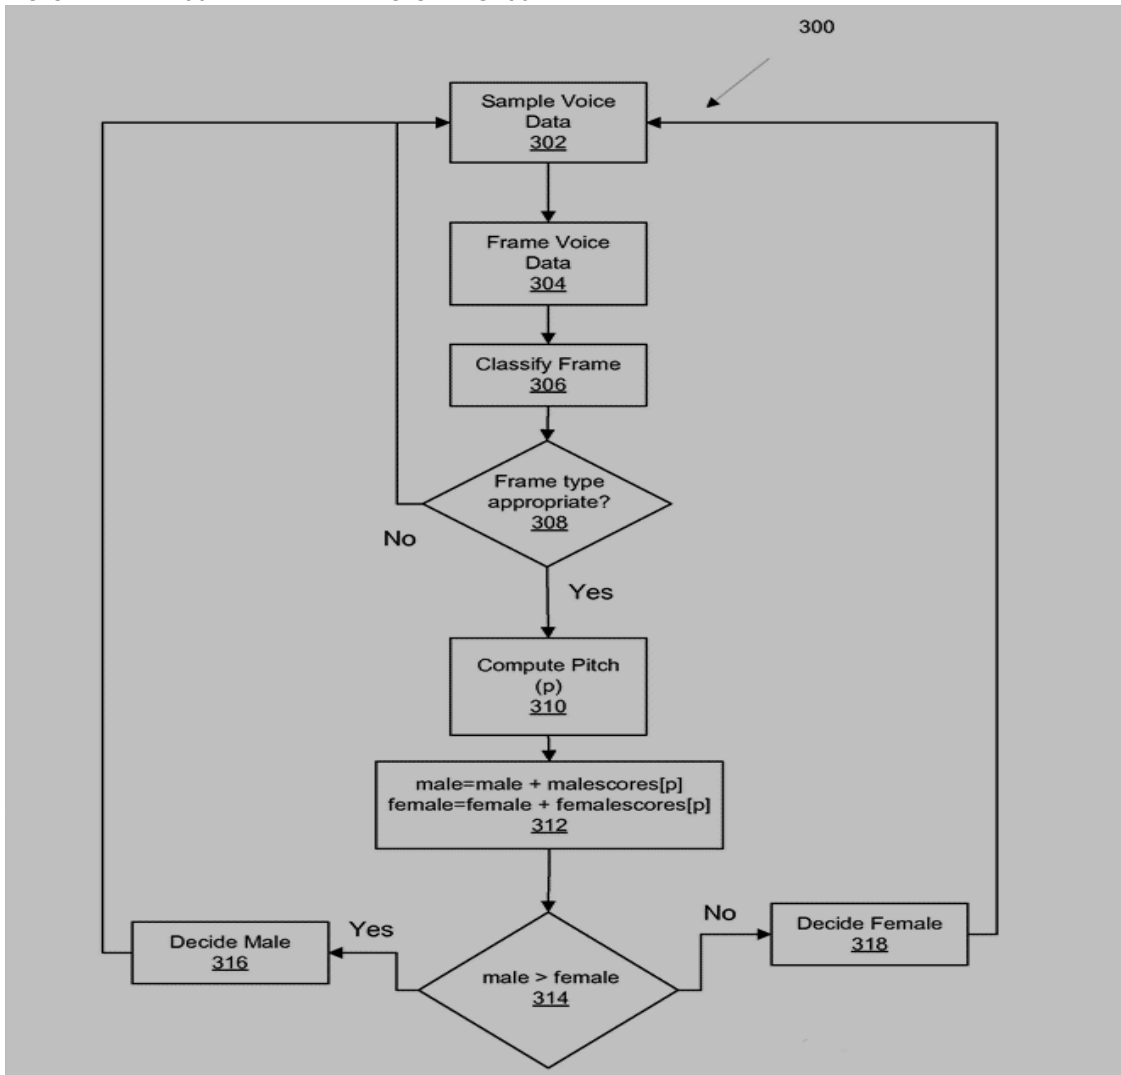 300
Sample Voice
Data
302
Frame Voice
Data
304
Classify Frame
306
Frame type
appropriate?
308
No
Yes
Compute Pitch
(p)
310
male=male + malescores[p]
female=female + femalescores[p]
312
No
Decide Female
318
Yes
Decide Male
316
male > female
314